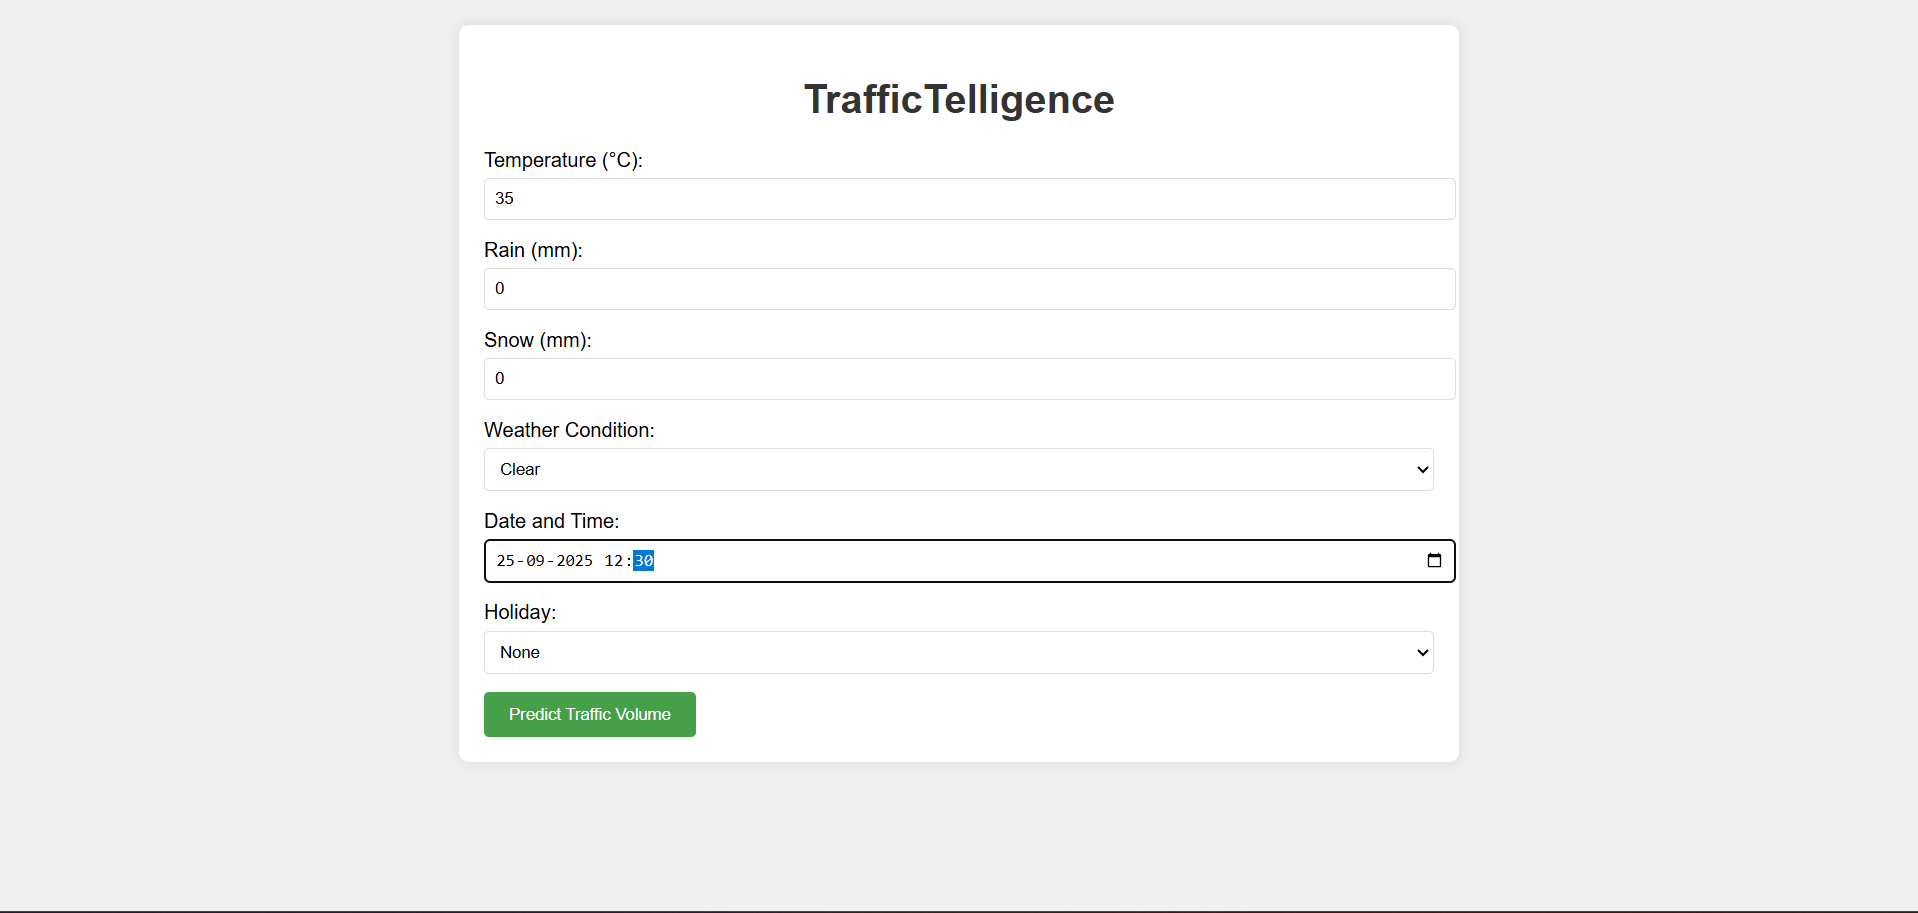 TrafficTelligence
Temperature (°C):
35
Rain (mm):
0
Snow (mm):
0
Weather Condition:
Clear
Date and Time:
25-09-2025 12:30
Holiday:
None
Predict Traffic Volume